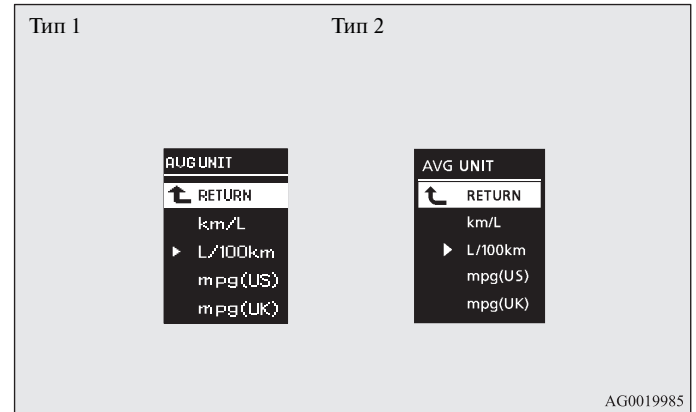 Тип 1
Тип 2
AVG UNIT
RETURN
km/L
L/100km
mpg(US)
mpg(UK)
AVG UNIT
RETURN
km/L
L/100km
mpg(US)
mpg(UK)
AG0019985